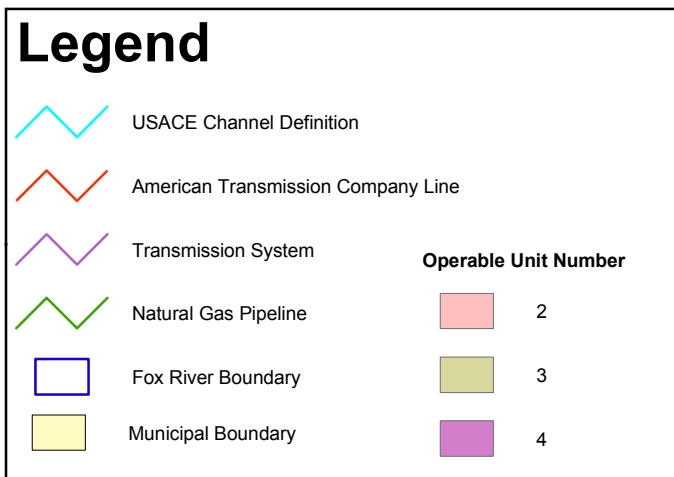 Legend
USACE Channel Definition
American Transmission Company Line
Transmission System
Natural Gas Pipeline
Fox River Boundary
Municipal Boundary
Operable Unit Number
2
3
4